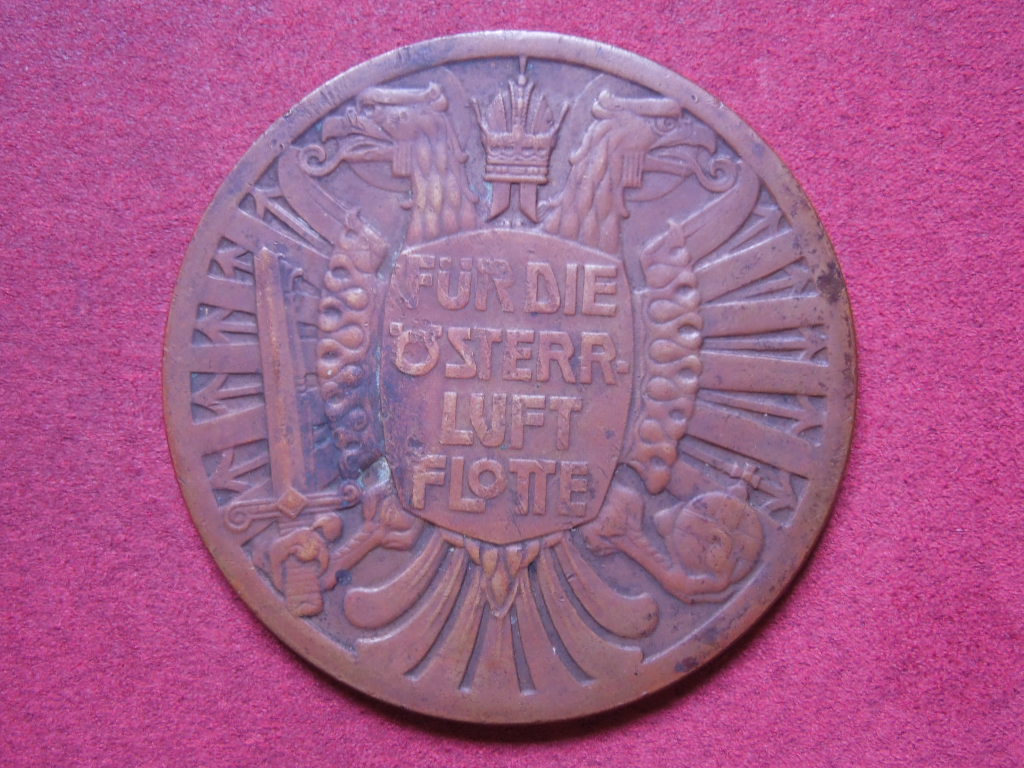 FÜR DIE
ÖSTERR-
LUFT
FLOTTE